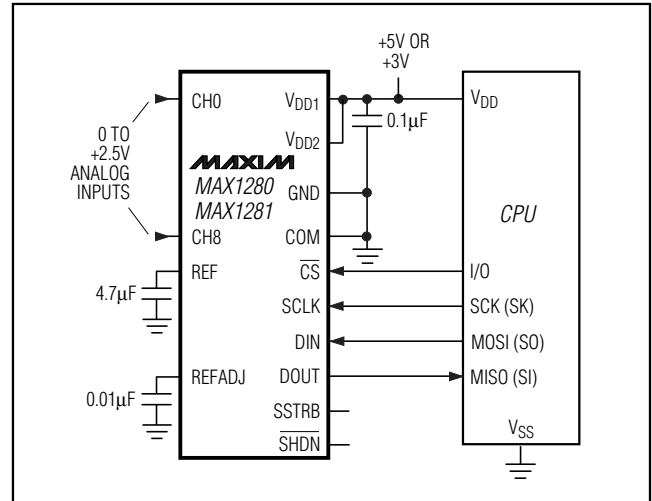 +5V OR
+3V
CH0
VDD1
VDD
0.1µF
0 TO
+2.5V
ANALOG
INPUTS
VDD2
MAXIM
MAX1280
MAX1281
GND
CPU
CH8
COM
REF
CS
I/O
4.7µF
SCLK
SCK (SK)
DIN
MOSI (SO)
REFADJ
DOUT
MISO (SI)
0.01µF
SSTRB
SHDN
VSS